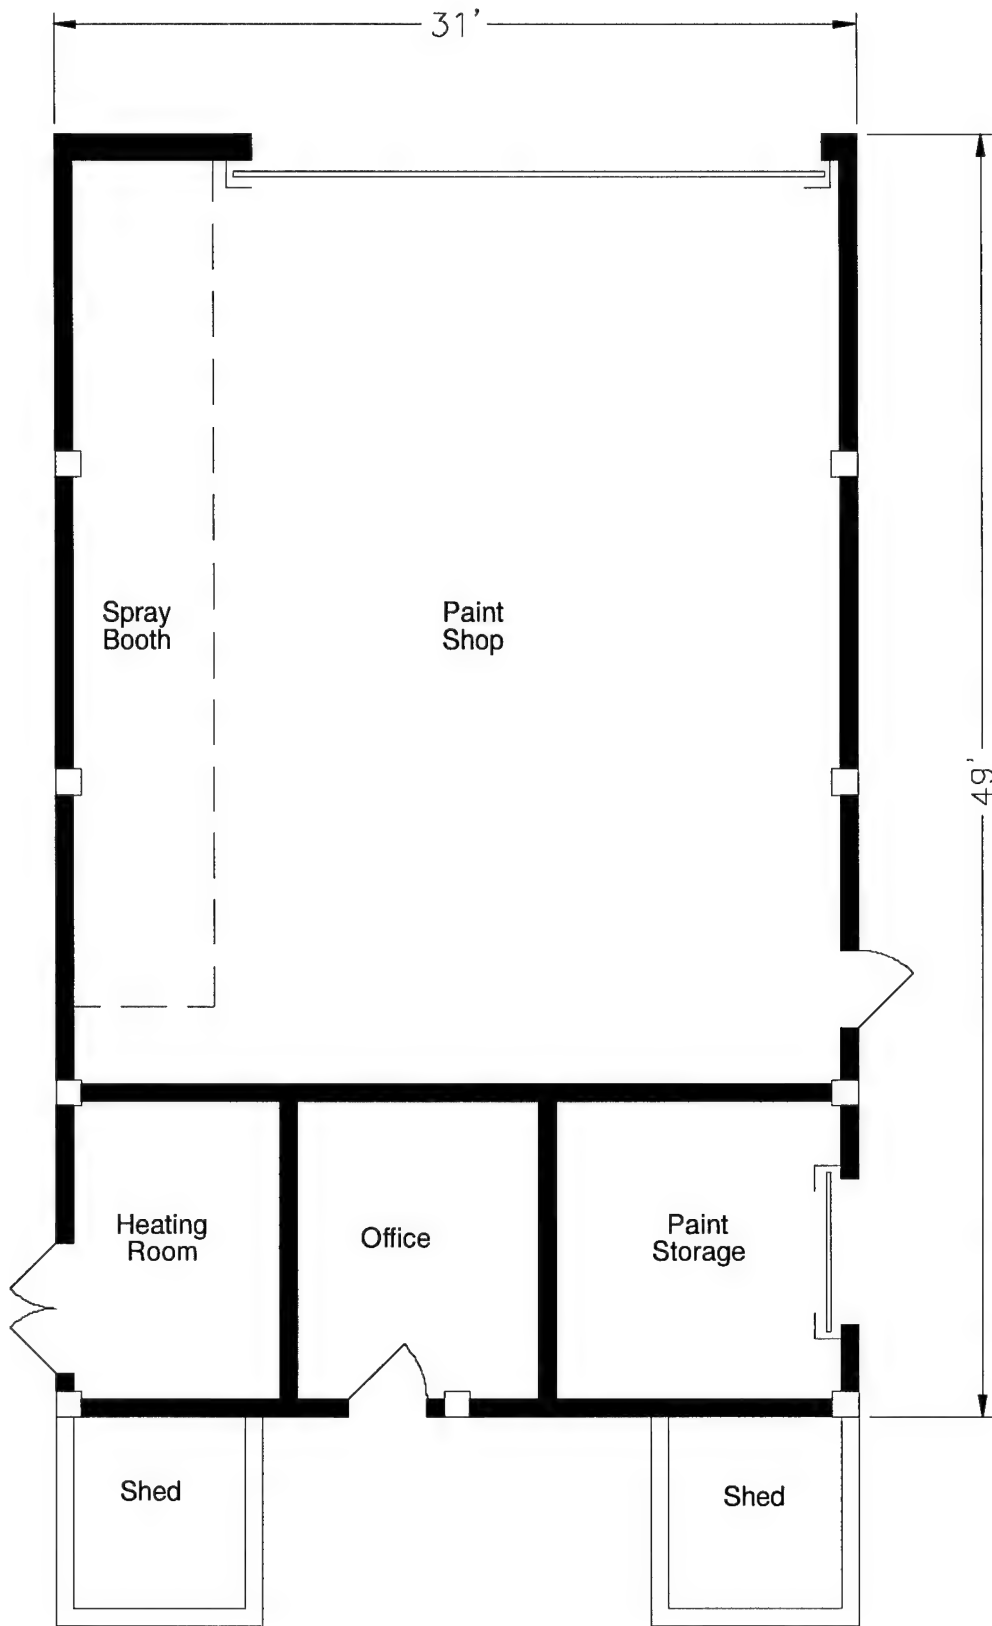 31'
Spray
Booth
Paint
Shop
49'
Heating
Room
Office
Paint
Storage
Shed
Shed